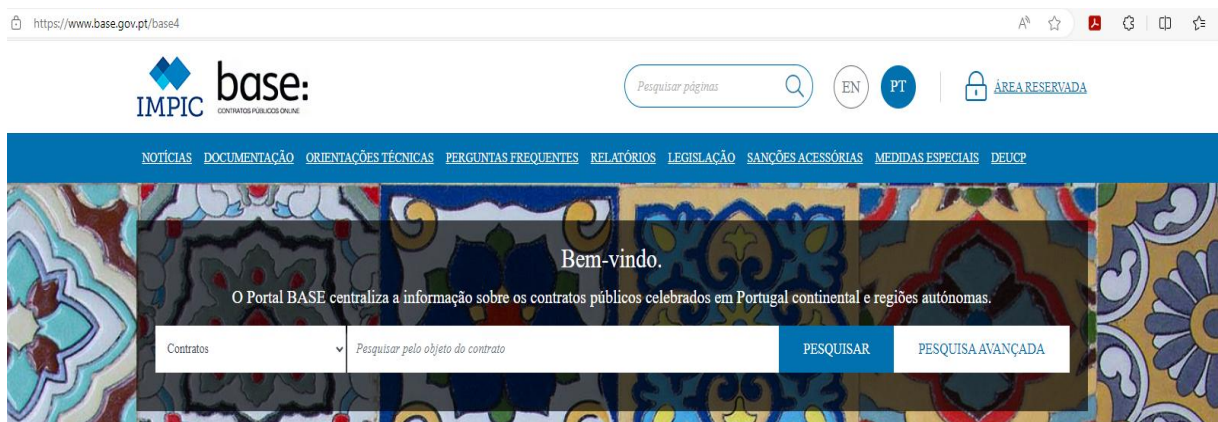 https://www.base.gov.pt/base4
IMPIC
base:
CONTRATOS PÚBLICOS ONLINE
Pesquisar páginas
EN
PT
ÁREA RESERVADA
NOTÍCIAS DOCUMENTAÇÃO ORIENTAÇÕES TÉCNICAS PERGUNTAS FREQUENTES RELATÓRIOS LEGISLAÇÃO SANÇÕES ACESSÓRIAS MEDIDAS ESPECIAIS DEUCP
Bem-vindo.
O Portal BASE centraliza a informação sobre os contratos públicos celebrados em Portugal continental e regiões autónomas.
Contratos
Pesquisar pelo objeto do contrato
PESQUISAR
PESQUISA AVANÇADA